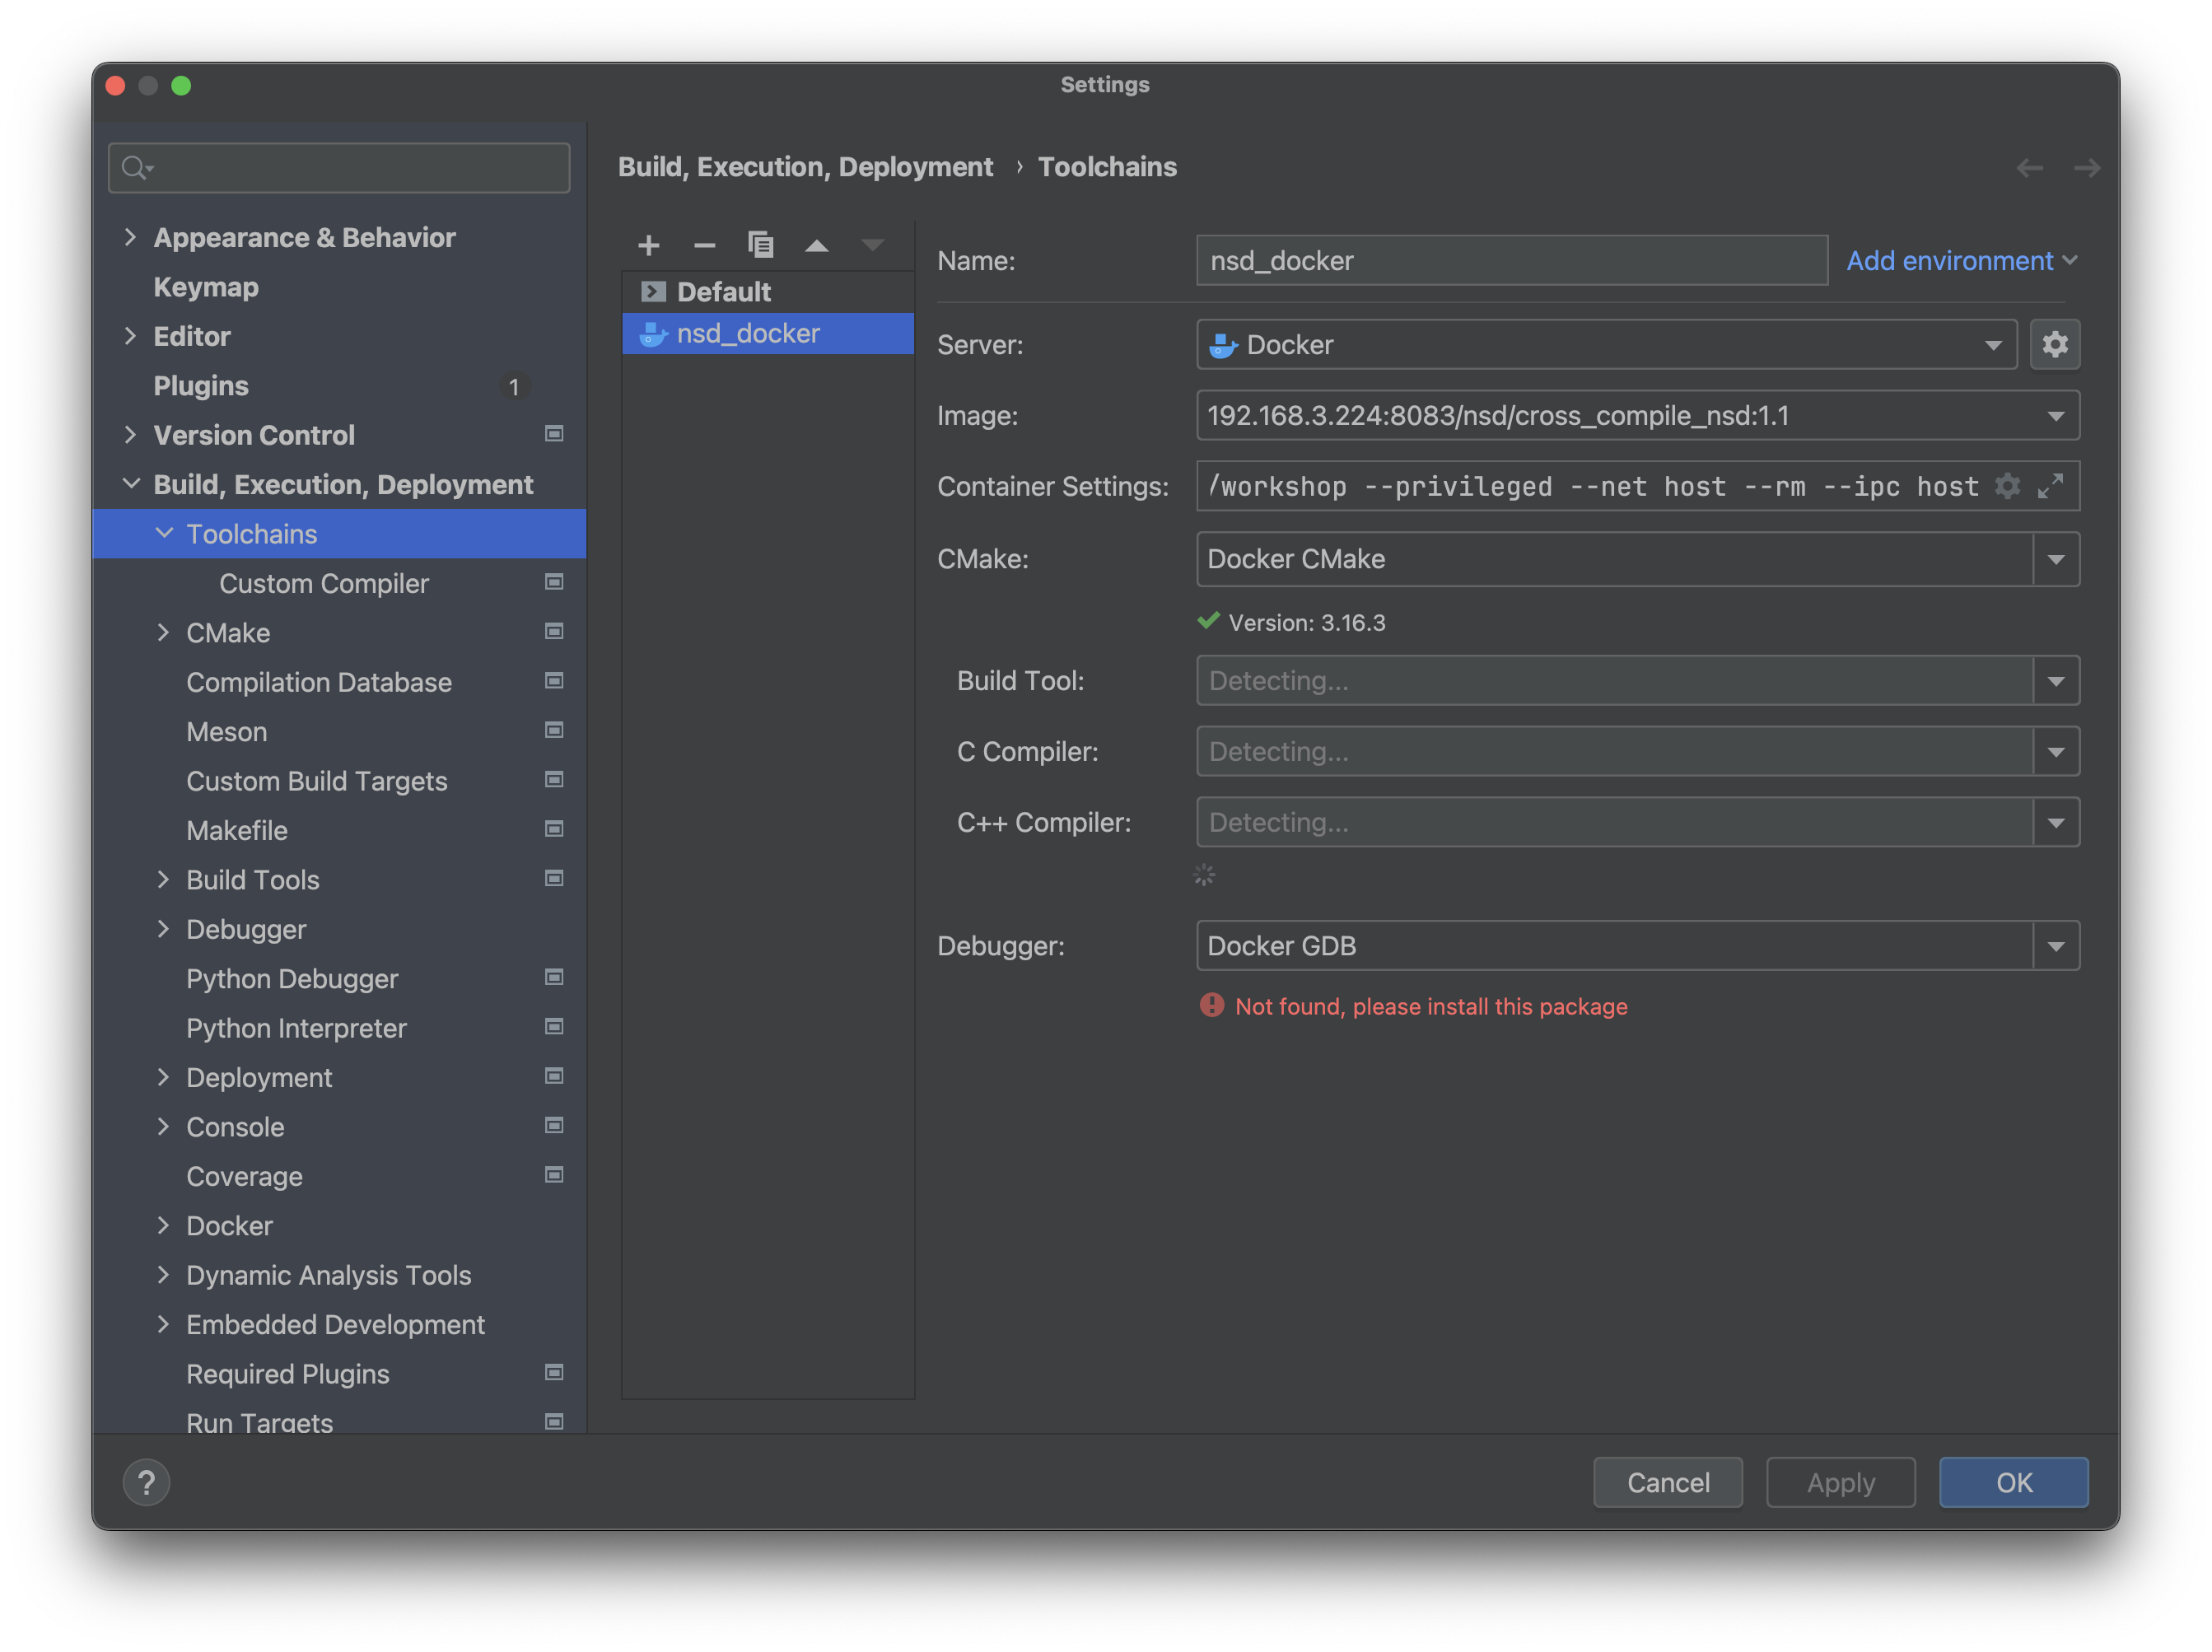 Settings
Appearance & Behavior
Keymap
Editor
Plugins
1
Version Control
Build, Execution, Deployment
Toolchains
Custom Compiler
CMake
Compilation Database
Meson
Custom Build Targets
Makefile
Build Tools
Debugger
Python Debugger
Python Interpreter
Deployment
Console
Coverage
Docker
Dynamic Analysis Tools
Embedded Development
Required Plugins
Run Targets
Build, Execution, Deployment › Toolchains
Default
nsd_docker
Name:
nsd_docker
Add environment
Server:
Docker
Image:
192.168.3.224:8083/nsd/cross_compile_nsd:1.1
Container Settings:
/workshop --privileged --net host --rm --ipc host
CMake:
Docker CMake
Version: 3.16.3
Build Tool:
Detecting...
C Compiler:
Detecting...
C++ Compiler:
Detecting...
Debugger:
Docker GDB
Not found, please install this package
?
Cancel
Apply
OK